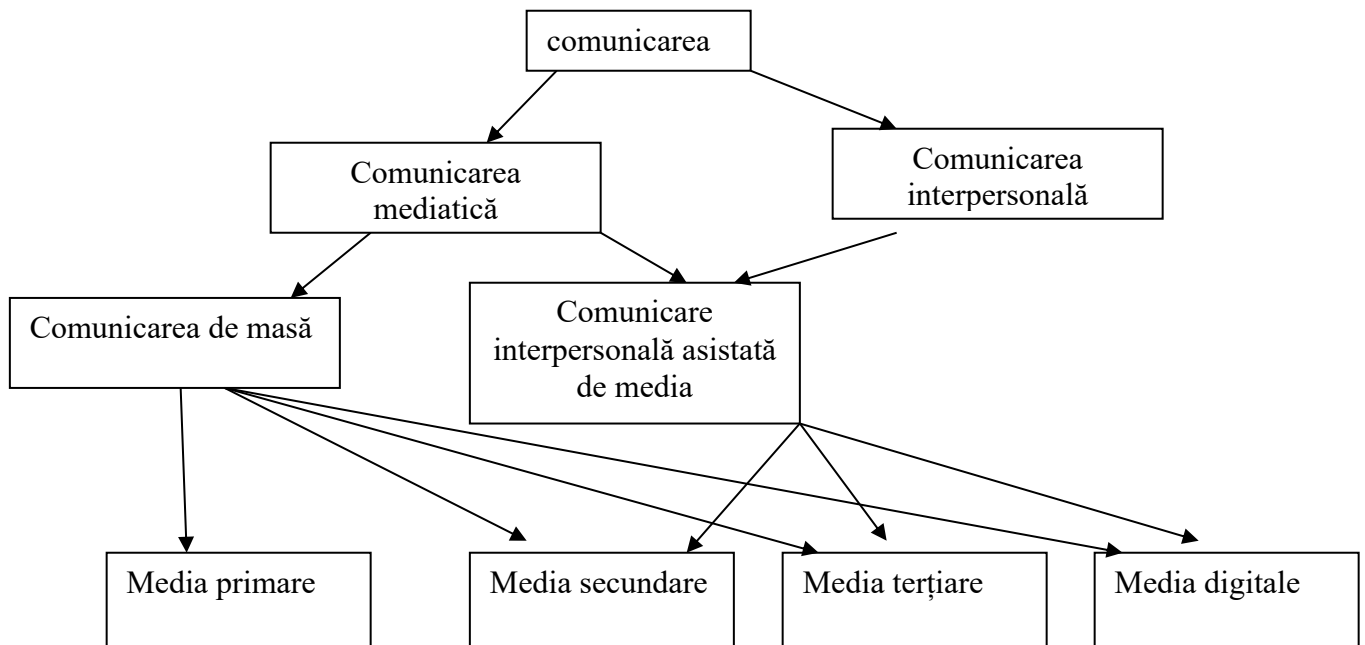 comunicarea
Comunicarea
mediatică
Comunicarea
interpersonală
Comunicarea de masă
Comunicare
interpersonală asistată
de media
Media primare
Media secundare
Media terțiare
Media digitale